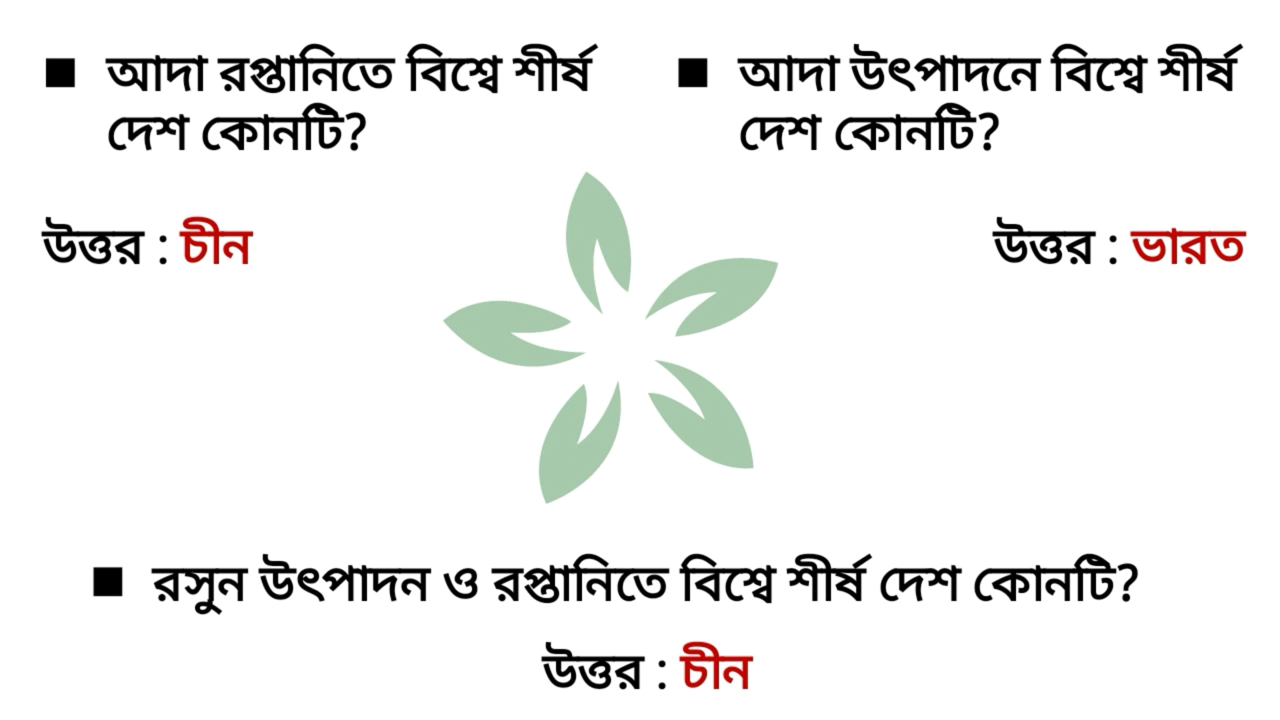 ■ আদা রপ্তানিতে বিশ্বে শীর্ষ
দেশ কোনটি?
উত্তর : চীন
■ আদা উৎপাদনে বিশ্বে শীর্ষ
দেশ কোনটি?
উত্তর : ভারত
■ রসুন উৎপাদন ও রপ্তানিতে বিশ্বে শীর্ষ দেশ কোনটি?
উত্তর : চীন